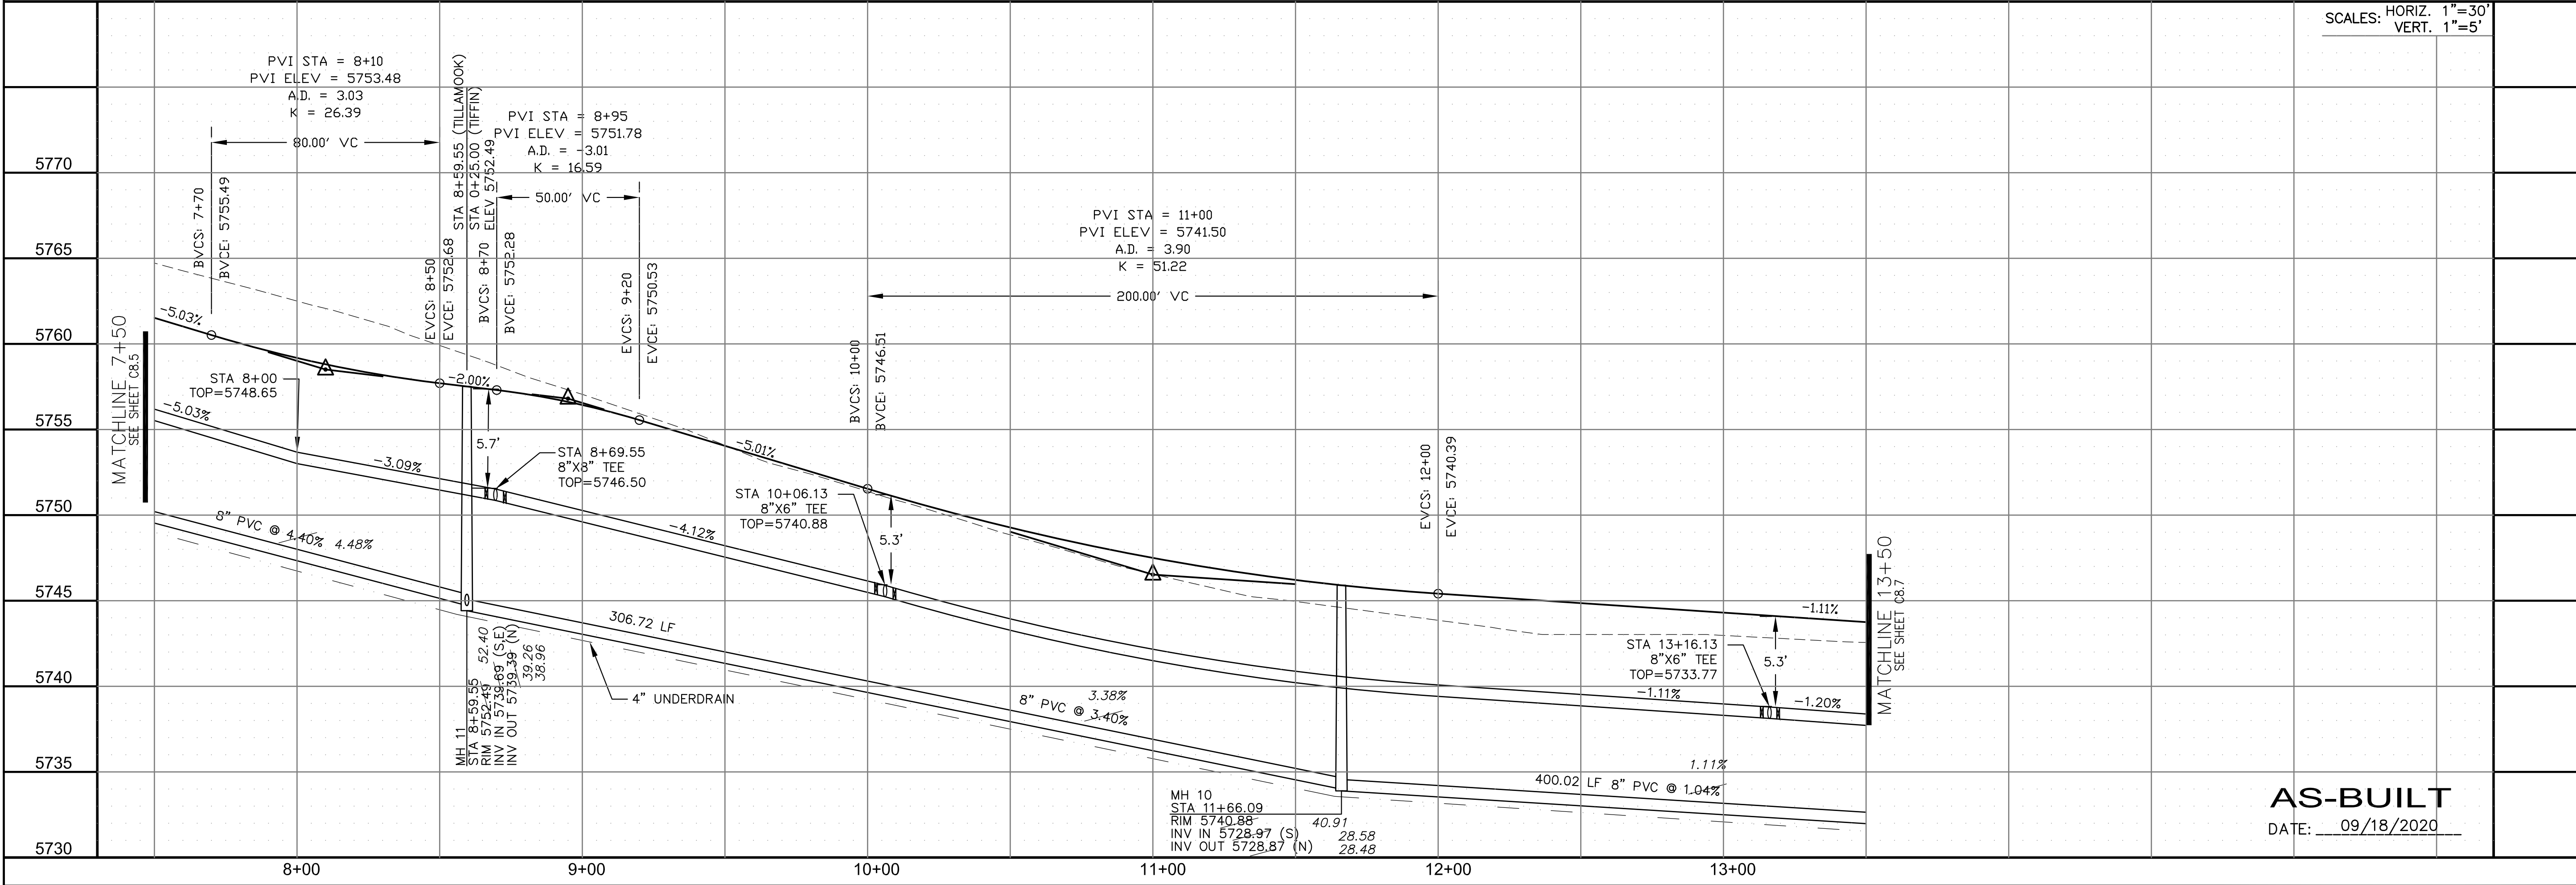 SCALES: HORIZ. 1"=30'
VERT. 1"=5'
PVI STA = 8+10
PVI ELEV = 5753.48
A.D. = 3.03
K = 26.39
80.00' VC
BVCS: 7+70
BVCE: 5755.49
EVCS: 8+50
EVCE: 5752.68
STA 8+59.55 (TILLAMOOK)
STA 0+25.00 (TIFFIN)
ELEV 5752.49
PVI STA = 8+95
PVI ELEV = 5751.78
A.D. = -3.01
K = 16.59
50.00' VC
BVCS: 8+70
BVCE: 5752.28
EVCS: 9+20
EVCE: 5750.53
PVI STA = 11+00
PVI ELEV = 5741.50
A.D. = 3.90
K = 51.22
200.00' VC
BVCS: 10+00
BVCE: 5746.51
EVCS: 12+00
EVCE: 5740.39
5770
5765
5760
5755
5750
5745
5740
5735
5730
MATCHLINE 7+50
SEE SHEET C8.5
-5.03%
-2.00%
-5.01%
-1.11%
STA 8+00
TOP=5748.65
-5.03%
-3.09%
5.7'
STA 8+69.55
8"X8" TEE
TOP=5746.50
-4.12%
STA 10+06.13
8"X6" TEE
TOP=5740.88
5.3'
STA 13+16.13
8"X6" TEE
TOP=5733.77
5.3'
-1.11%
-1.20%
MATCHLINE 13+50
SEE SHEET C8.7
8" PVC @ 4.40% 4.48%
306.72 LF
4" UNDERDRAIN
3.38%
8" PVC @ 3.40%
1.11%
400.02 LF 8" PVC @ 1.04%
MH 11
STA 8+59.55
RIM 5752.49 52.40
INV IN 5739.69 (S,E)
INV OUT 5739.39 (N)
39.26
38.96
MH 10
STA 11+66.09
RIM 5740.88 40.91
INV IN 5728.97 (S) 28.58
INV OUT 5728.87 (N) 28.48
AS-BUILT
DATE: 09/18/2020
8+00
9+00
10+00
11+00
12+00
13+00